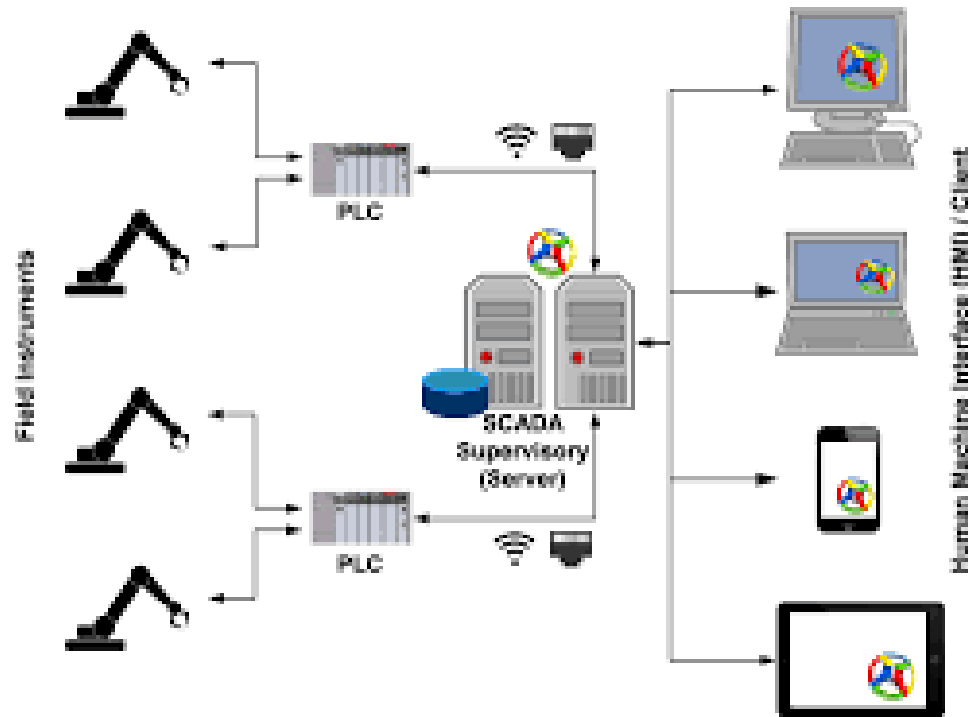 Field Instruments
PLC
PLC
SCADA
Supervisory
(Server)
Human Machine Interface (HMI) / Client